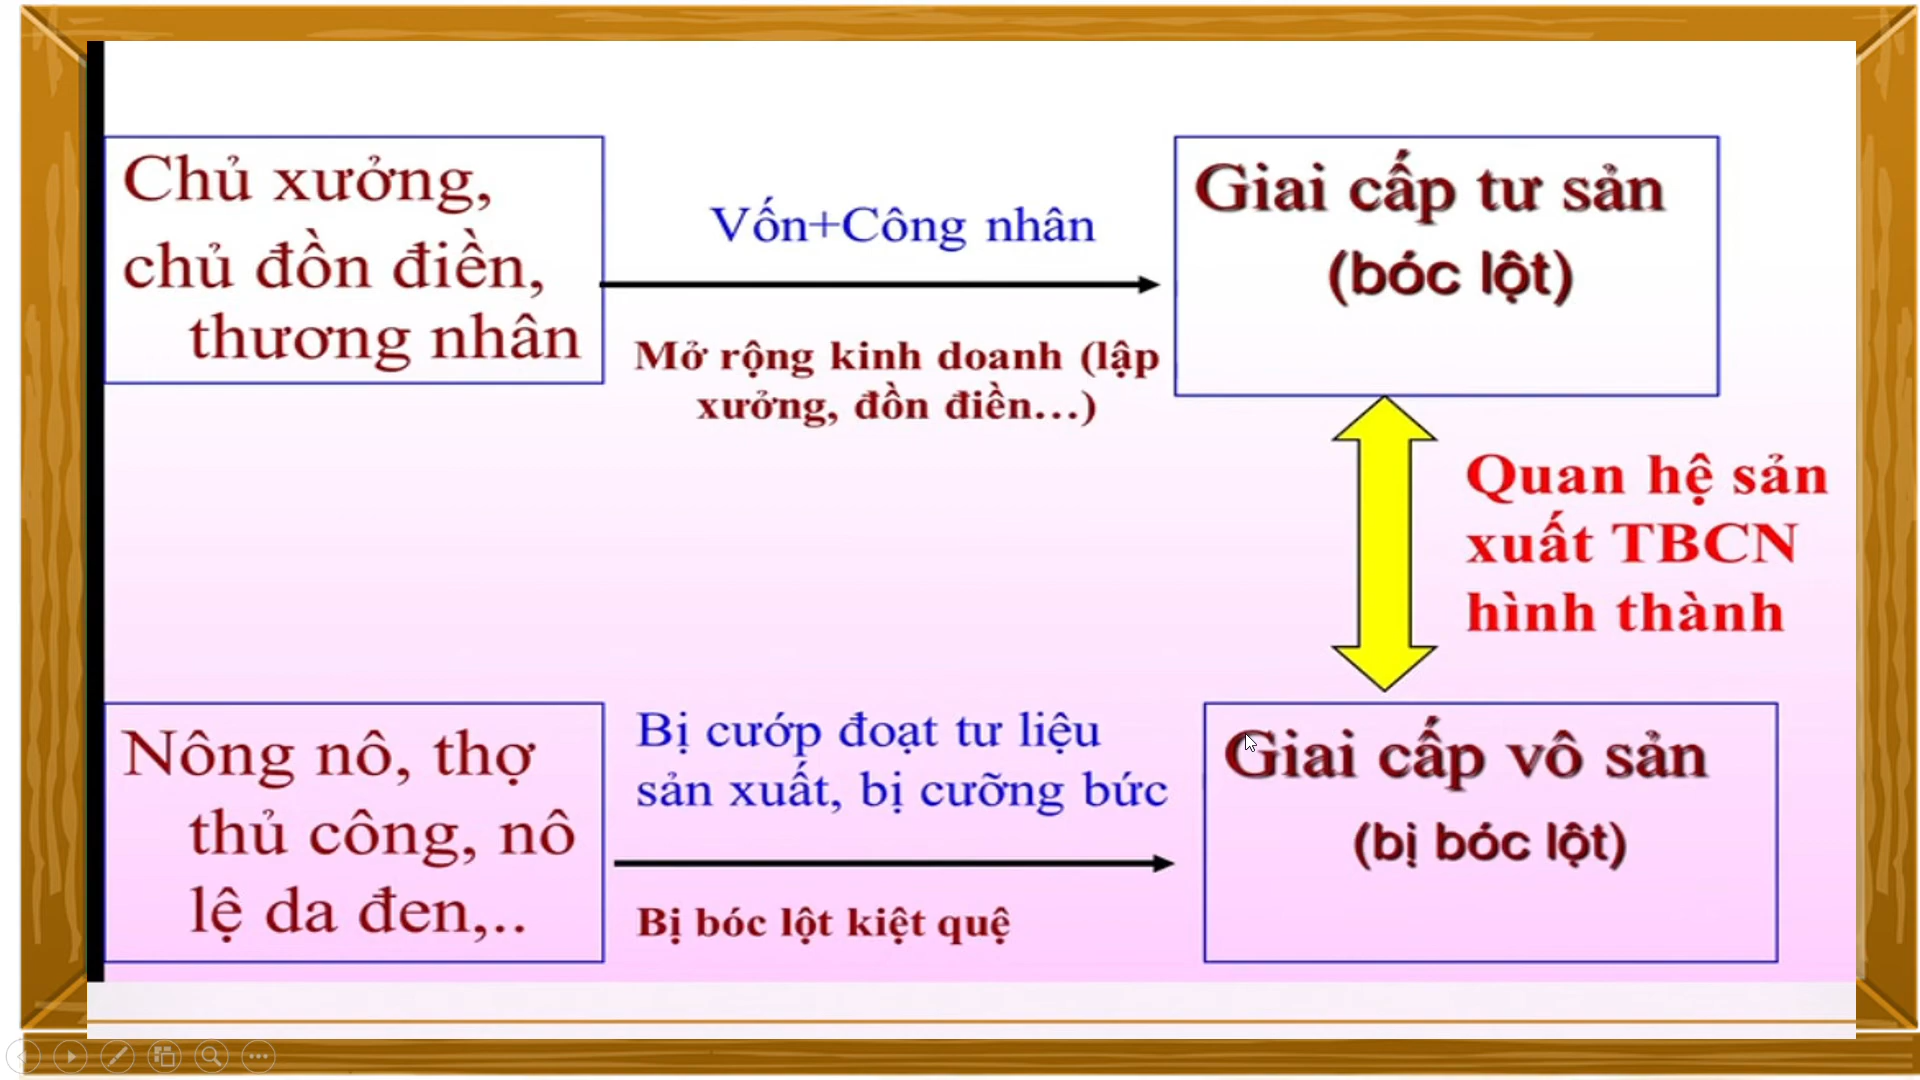 Chủ xưởng,
chủ đồn điền,
thương nhân
Vốn+Công nhân
Mở rộng kinh doanh (lập
xưởng, đồn điền...)
Giai cấp tư sản
(bóc lột)
Quan hệ sản
xuất TBCN
hình thành
Nông nô, thợ
thủ công, nô
lệ da đen,..
Bị cướp đoạt tư liệu
sản xuất, bị cưỡng bức
Bị bóc lột kiệt quệ
Giai cấp vô sản
(bị bóc lột)